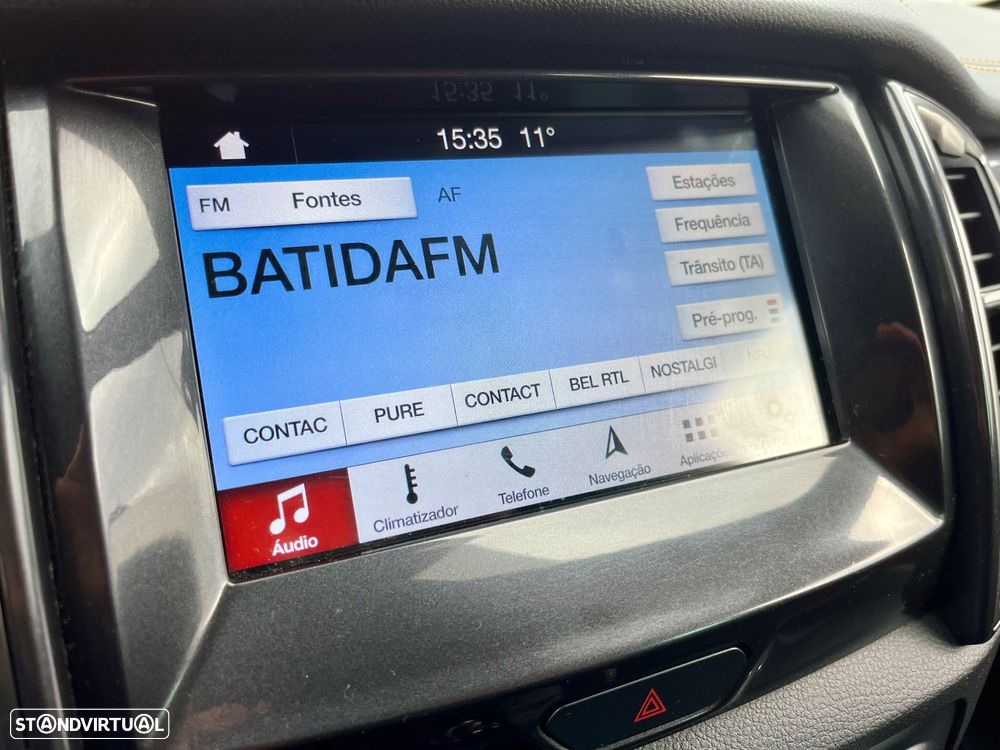 15:35 11°
FM Fontes
AF
Estações
BATIDAFM
Frequência
Trânsito (TA)
Pré-prog.
CONTAC PURE CONTACT BEL RTL NOSTALGI NRJ
Áudio Climatizador Telefone Navegação Aplicações
STANDVIRTUAL